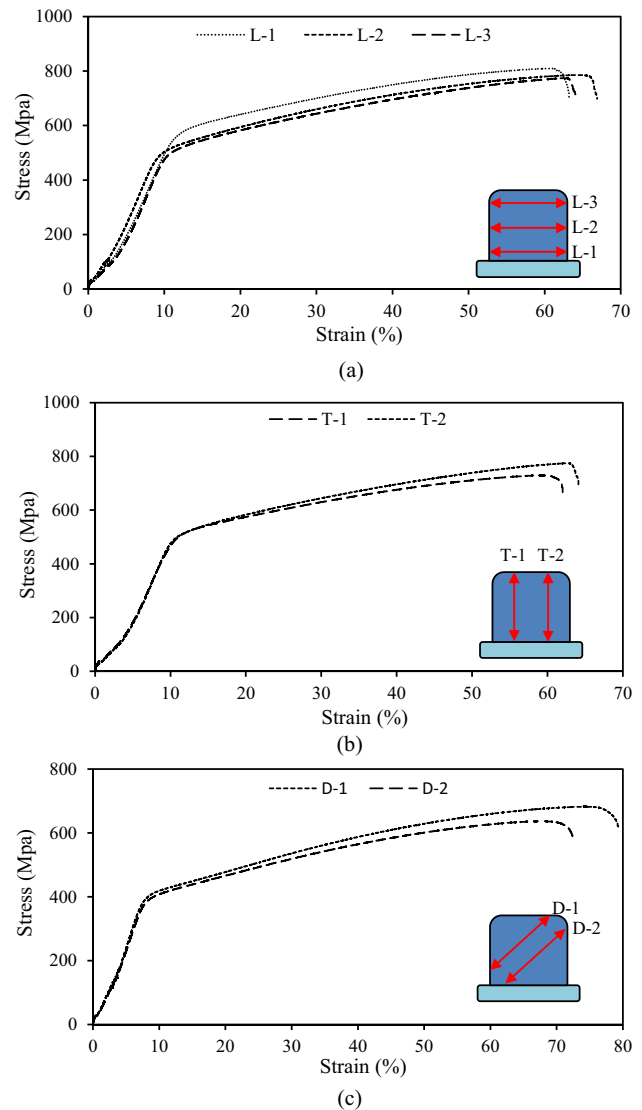 1000
L-1 L-2 L-3
800
600
400
200
0
Stress (Mpa)
L-3
L-2
L-1
0 10 20 30 40 50 60 70
Strain (%)
(a)
1000
T-1 T-2
800
600
400
200
0
Stress (Mpa)
T-1 T-2
0 10 20 30 40 50 60 70
Strain (%)
(b)
800
D-1 D-2
600
400
200
0
Stress (Mpa)
D-1
D-2
0 10 20 30 40 50 60 70 80
Strain (%)
(c)